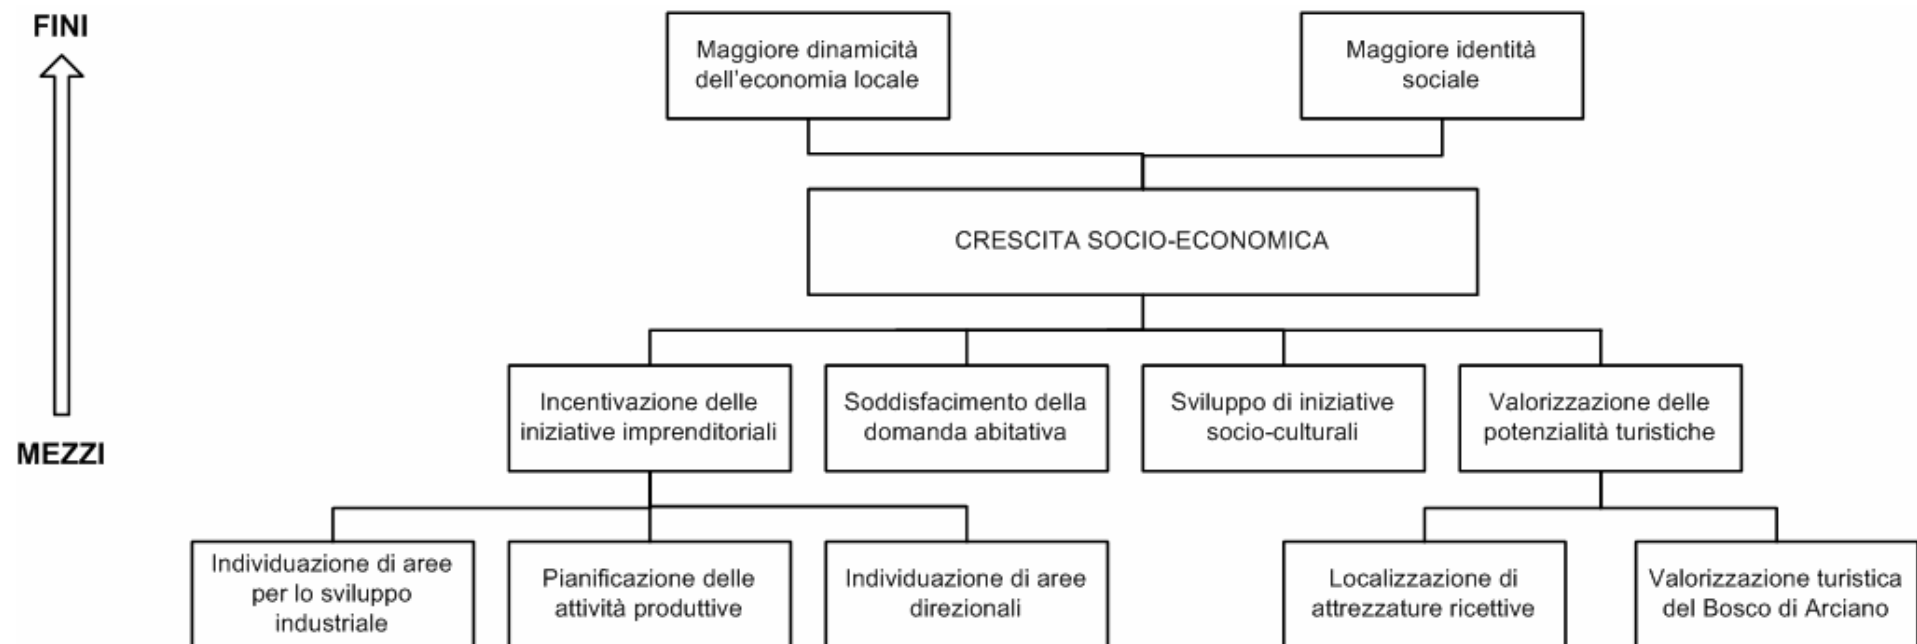 FINI
MEZZI
Maggiore dinamicità
dell'economia locale
Maggiore identità
sociale
CRESCITA SOCIO-ECONOMICA
Incentivazione delle
iniziative imprenditoriali
Soddisfacimento della
domanda abitativa
Sviluppo di iniziative
socio-culturali
Valorizzazione delle
potenzialità turistiche
Individuazione di aree
per lo sviluppo
industriale
Pianificazione delle
attività produttive
Individuazione di aree
direzionali
Localizzazione di
attrezzature ricettive
Valorizzazione turistica
del Bosco di Arciano